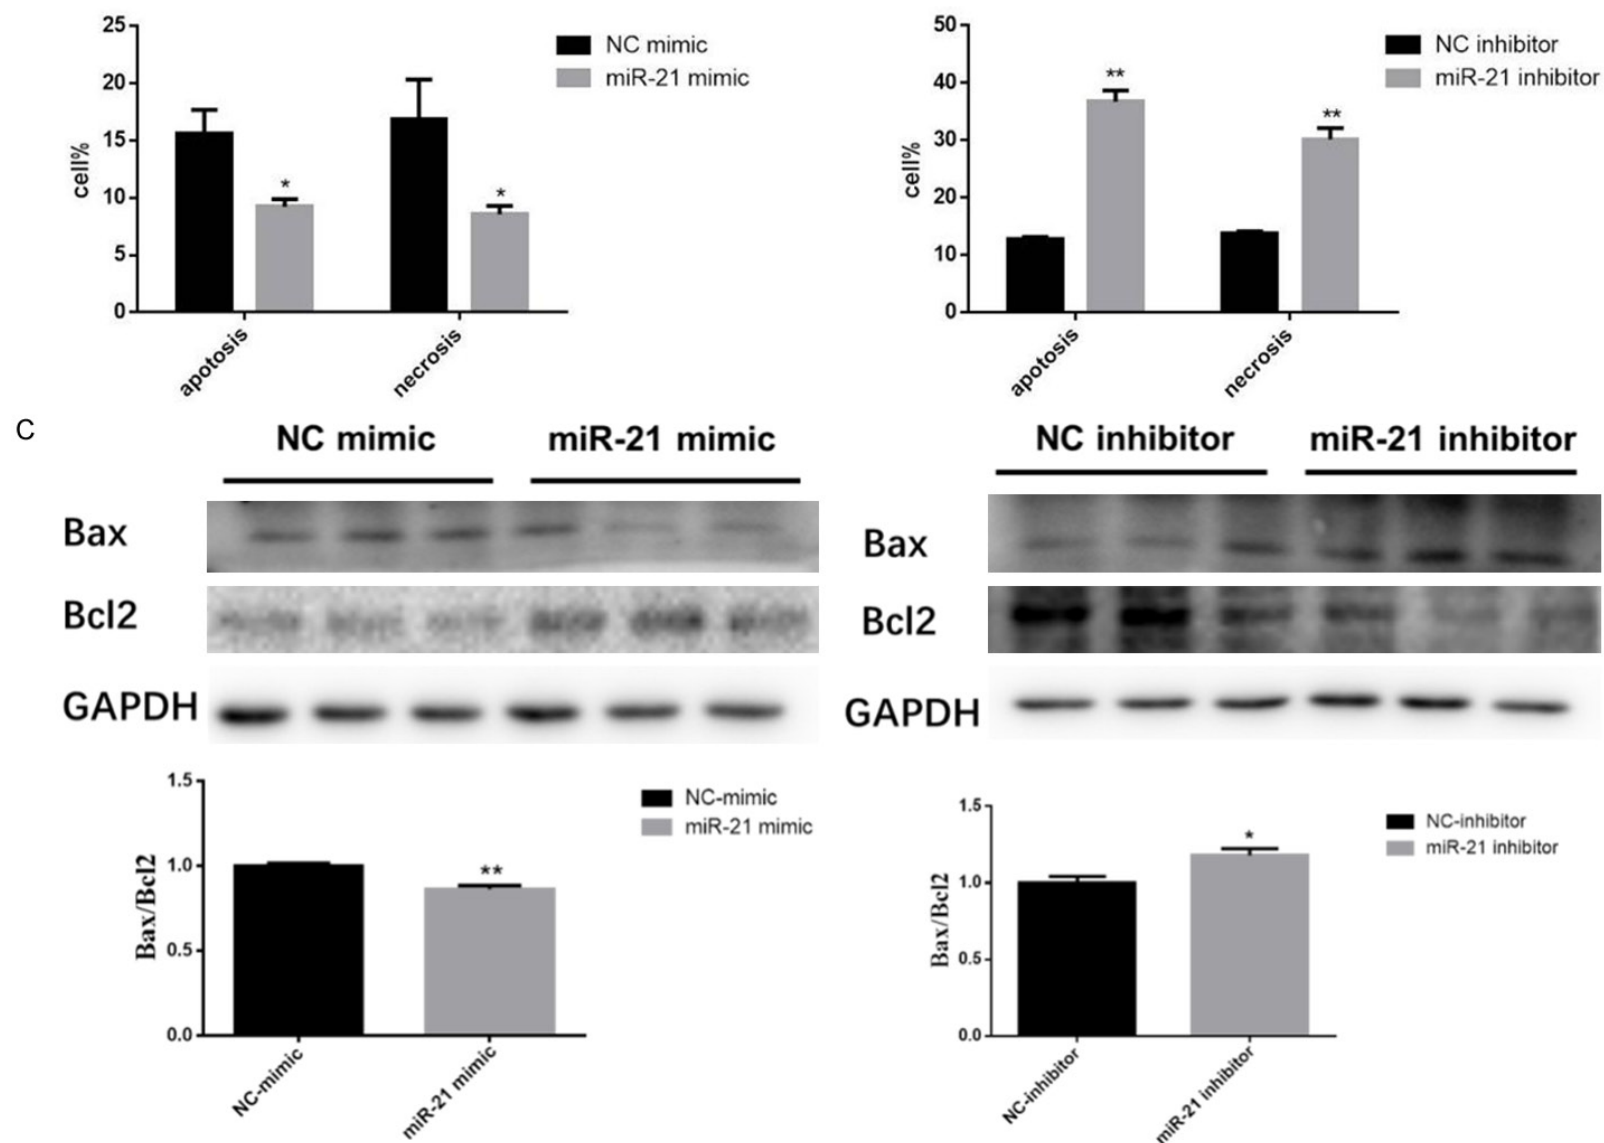 25
20
15
10
5
0
cell%
NC mimic
miR-21 mimic
*
*
apotosis
necrosis
50
40
30
20
10
0
cell%
NC inhibitor
miR-21 inhibitor
**
**
apotosis
necrosis
C
NC mimic
miR-21 mimic
Bax
Bcl2
GAPDH
NC inhibitor
miR-21 inhibitor
Bax
Bcl2
GAPDH
1.5
1.0
0.5
0.0
Bax/Bcl2
NC-mimic
miR-21 mimic
**
NC-mimic
miR-21 mimic
1.5
1.0
0.5
0.0
Bax/Bcl2
NC-inhibitor
miR-21 inhibitor
*
NC-inhibitor
miR-21 inhibitor